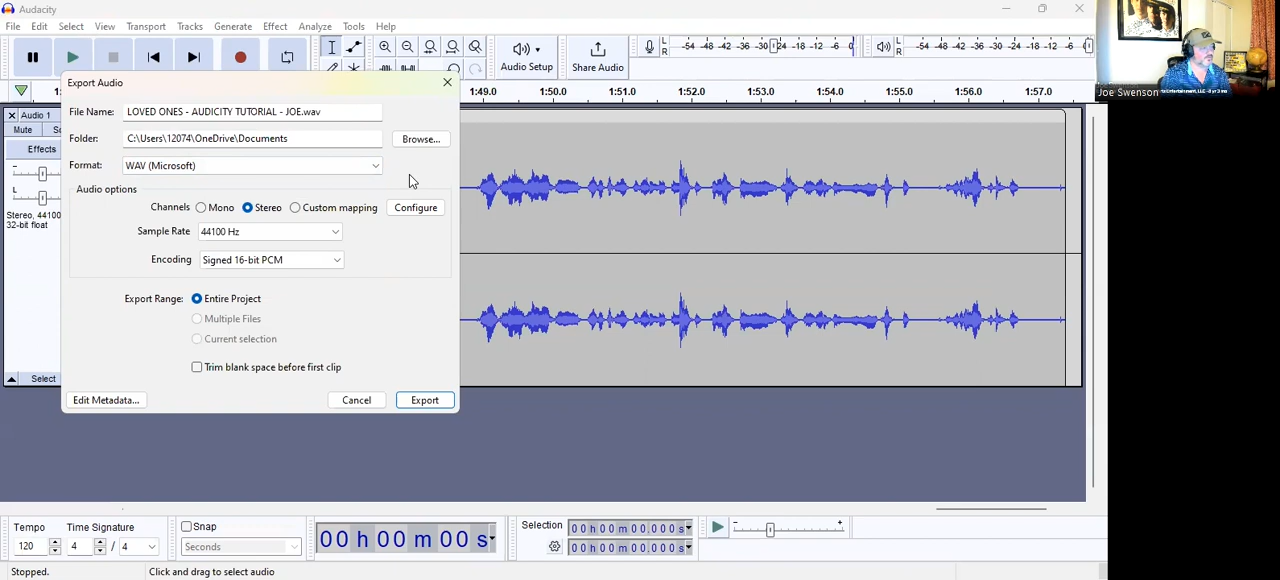 Audacity
File Edit Select View Transport Tracks Generate Effect Analyze Tools Help
Audio Setup
Share Audio
L
R
-54 -48 -42 -36 -30 -24 -18 -12 -6 0
L
R
-54 -48 -42 -36 -30 -24 -18 -12 -6 0
Joe Swenson
1:49.0 1:50.0 1:51.0 1:52.0 1:53.0 1:54.0 1:55.0 1:56.0 1:57.0
Export Audio
File Name: LOVED ONES - AUDICITY TUTORIAL - JOE.wav
Folder: C:\Users\12074\OneDrive\Documents Browse...
Format: WAV (Microsoft)
Audio options
Channels Mono Stereo Custom mapping Configure
Sample Rate 44100 Hz
Encoding Signed 16-bit PCM
Export Range: Entire Project
Multiple Files
Current selection
Trim blank space before first clip
Edit Metadata... Cancel Export
Audio 1
Mute
Effects
- +
L
Stereo, 44100
32-bit float
Select
Tempo
120
Time Signature
4 / 4
Snap
Seconds
00 h 00 m 00 s
Selection
00 h 00 m 00.000 s
00 h 00 m 00.000 s
- +
Stopped.
Click and drag to select audio